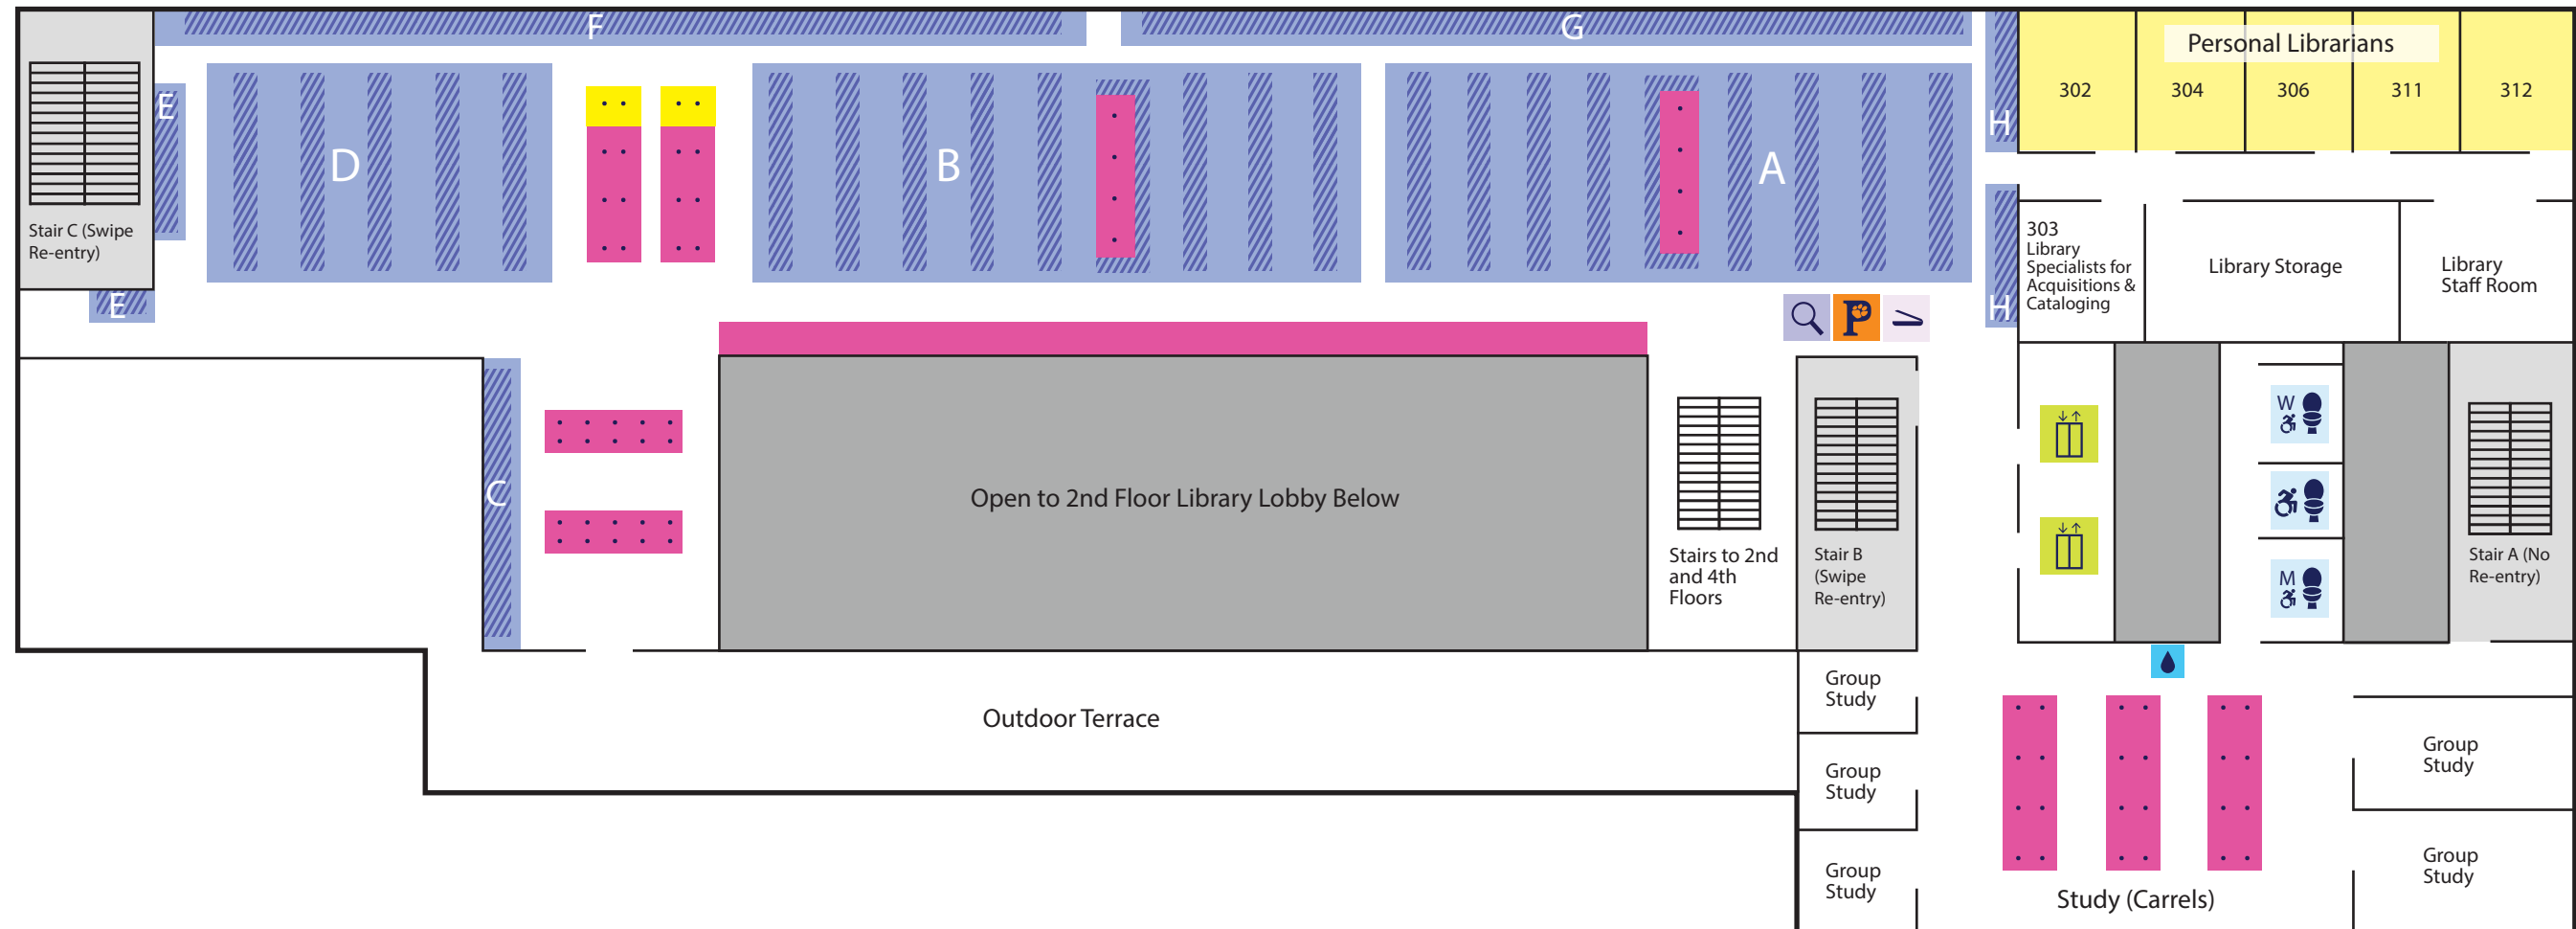 F
G
Personal Librarians
302
304
306
311
312
E
D
B
A
H
Stair C (Swipe
Re-entry)
E
303
Library
Specialists for
Acquisitions &
Cataloging
Library Storage
Library
Staff Room
H
P
C
Open to 2nd Floor Library Lobby Below
Stairs to 2nd
and 4th
Floors
Stair B
(Swipe
Re-entry)
W
M
Stair A (No
Re-entry)
Outdoor Terrace
Group
Study
Group
Study
Group
Study
Group
Study
Group
Study
Study (Carrels)